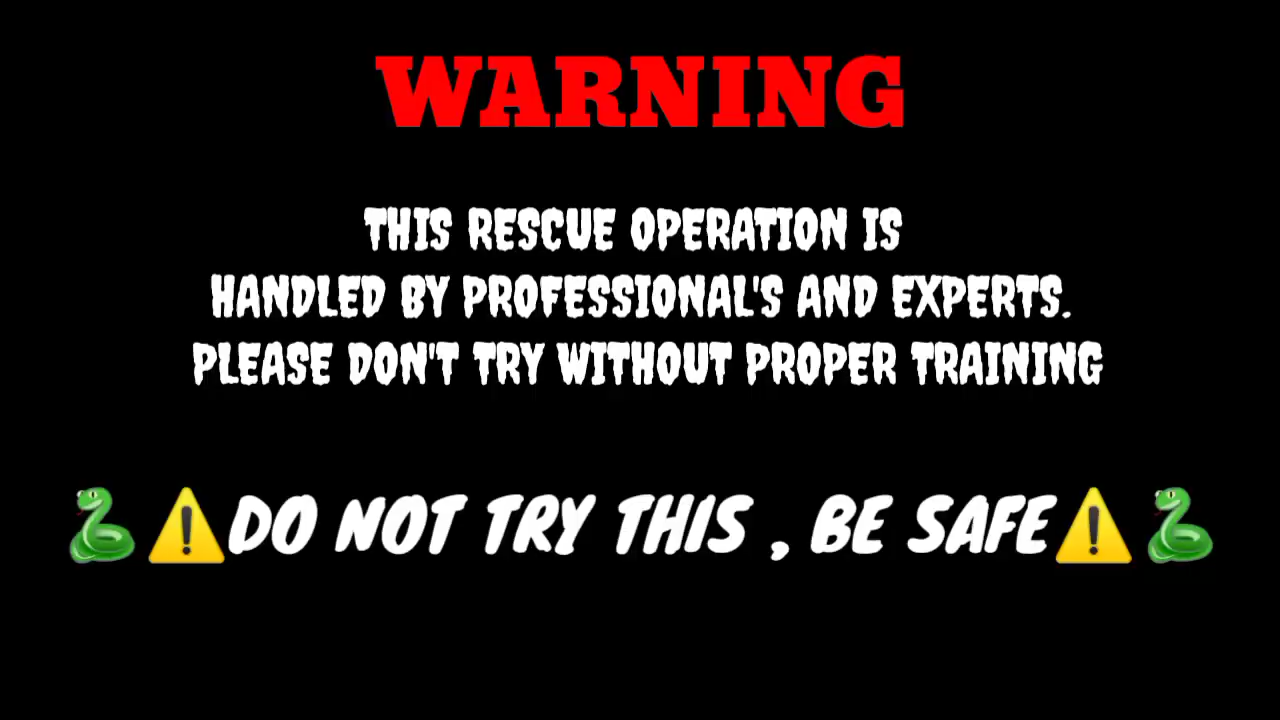 WARNING
THIS RESCUE OPERATION IS
HANDLED BY PROFESSIONAL'S AND EXPERTS.
PLEASE DON'T TRY WITHOUT PROPER TRAINING
🐍⚠️DO NOT TRY THIS , BE SAFE⚠️🐍